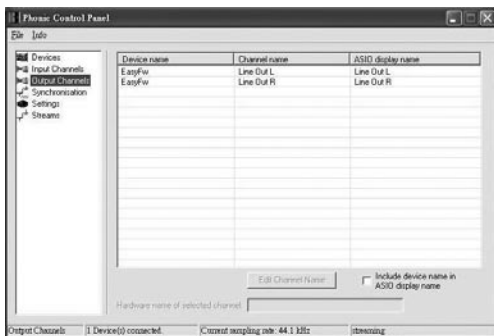 Phonic Control Panel
File Info
Devices
Input Channels
Output Channels
Synchronisation
Settings
Streams
Device name Channel name ASIO display name
EasyFw Line Out L Line Out L
EasyFw Line Out R Line Out R
Edit Channel Name
Include device name in
ASIO display name
Hardware name of selected channel
Output Channels 1 Device(s) connected. Current sampling rate: 44.1 kHz streaming